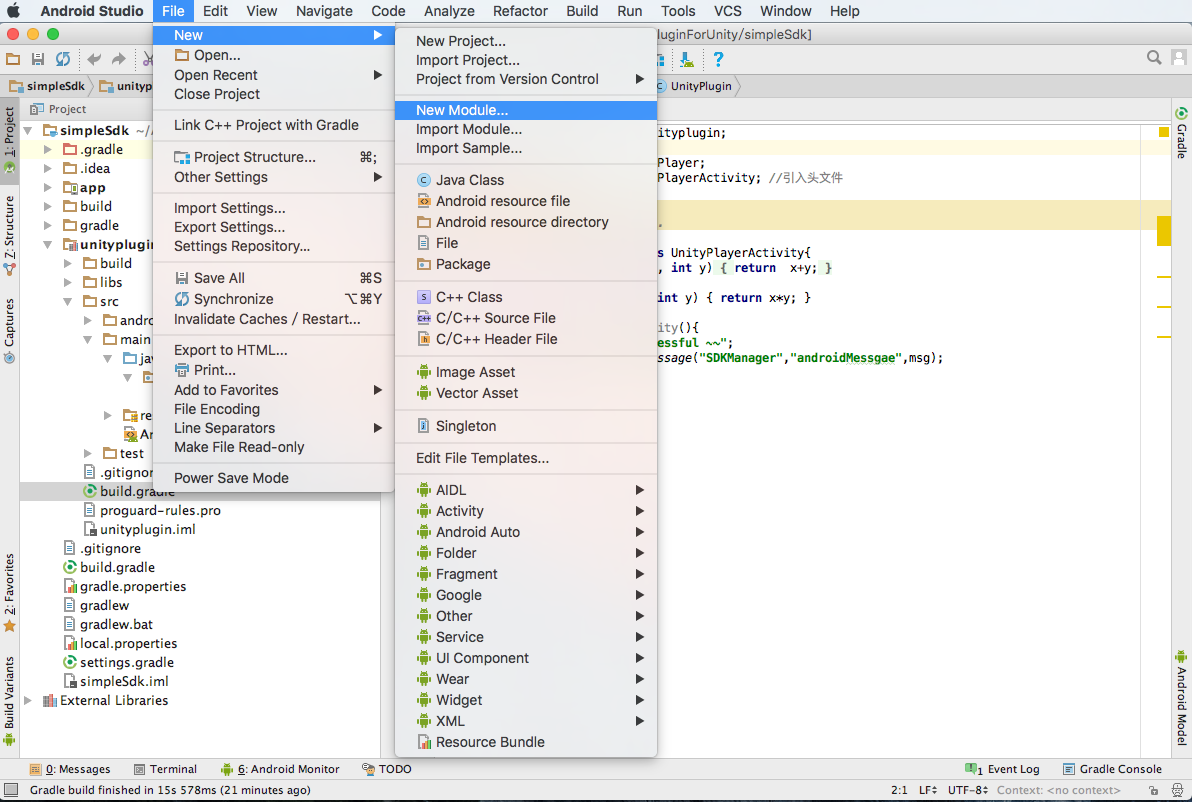 Android Studio File Edit View Navigate Code Analyze Refactor Build Run Tools VCS Window Help
luginForUnity/simpleSdk]
simpleSdk unityp UnityPlugin
Project
1: Project
Z: Structure
Captures
2: Favorites
Build Variants
simpleSdk ~/
.gradle
.idea
app
build
gradle
unityplugin
build
libs
src
andro
main
jav
re
An
test
.gitignor
build.gradle
proguard-rules.pro
unityplugin.iml
.gitignore
build.gradle
gradle.properties
gradlew
gradlew.bat
local.properties
settings.gradle
simpleSdk.iml
External Libraries
New
Open...
Open Recent
Close Project
Link C++ Project with Gradle
Project Structure... ⌘;
Other Settings
Import Settings...
Export Settings...
Settings Repository...
Save All ⌘S
Synchronize ⌥⌘Y
Invalidate Caches / Restart...
Export to HTML...
Print...
Add to Favorites
File Encoding
Line Separators
Make File Read-only
Power Save Mode
New Project...
Import Project...
Project from Version Control
New Module...
Import Module...
Import Sample...
Java Class
Android resource file
Android resource directory
File
Package
C++ Class
C/C++ Source File
C/C++ Header File
Image Asset
Vector Asset
Singleton
Edit File Templates...
AIDL
Activity
Android Auto
Folder
Fragment
Google
Other
Service
UI Component
Wear
Widget
XML
Resource Bundle
ityplugin;
Player;
PlayerActivity; //引入头文件
s UnityPlayerActivity{
, int y) { return x+y; }
int y) { return x*y; }
ity(){
essful ~~";
ssage("SDKManager","androidMessgae",msg);
Gradle
Android Model
0: Messages Terminal 6: Android Monitor TODO 1 Event Log Gradle Console
Gradle build finished in 15s 578ms (21 minutes ago) 2:1 LF÷ UTF-8÷ Context: <no context>